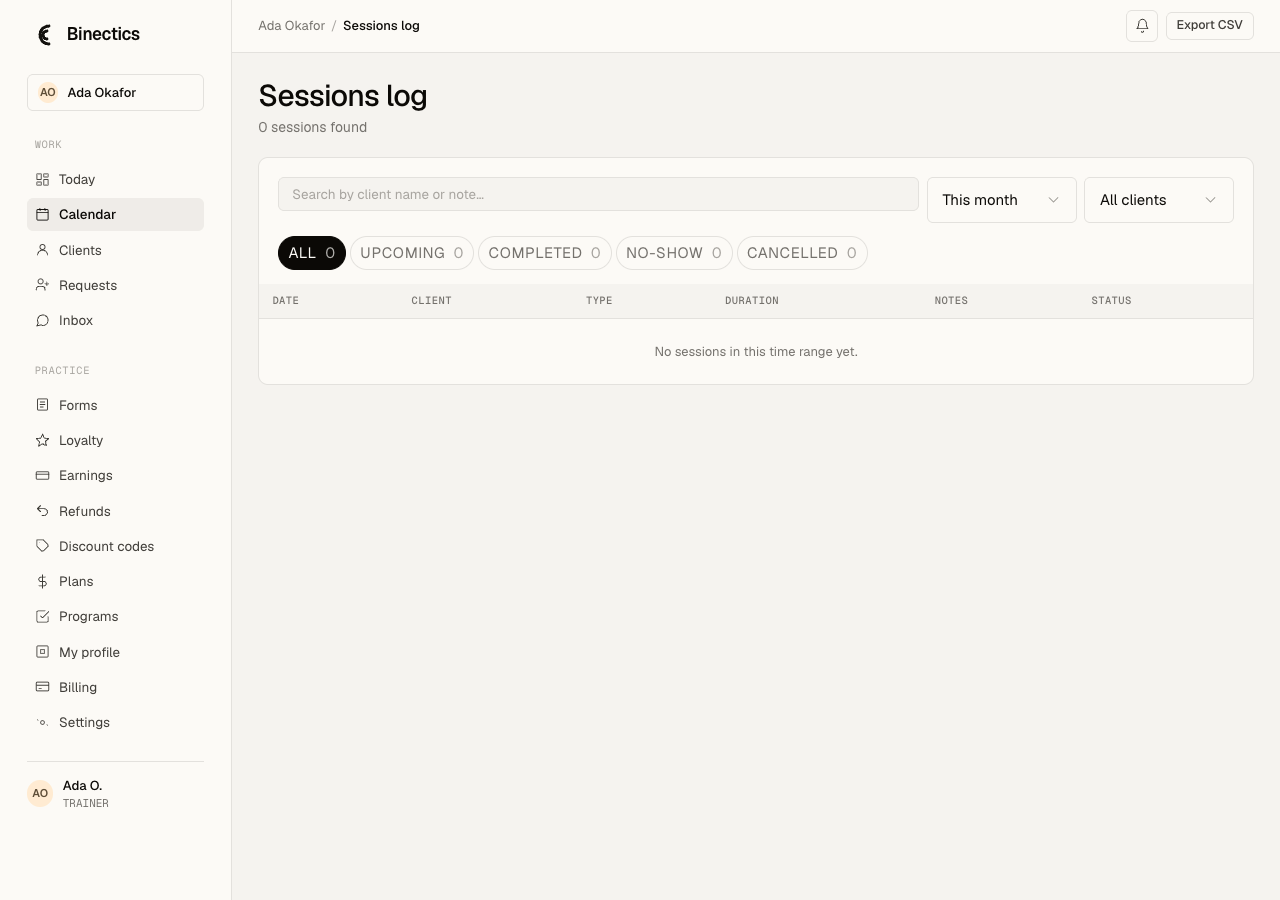 Binectics
AO Ada Okafor
WORK
Today
Calendar
Clients
Requests
Inbox
PRACTICE
Forms
Loyalty
Earnings
Refunds
Discount codes
Plans
Programs
My profile
Billing
Settings
AO Ada O.
TRAINER
Ada Okafor / Sessions log
Export CSV
Sessions log
0 sessions found
Search by client name or note…
This month
All clients
ALL 0 UPCOMING 0 COMPLETED 0 NO-SHOW 0 CANCELLED 0
DATE CLIENT TYPE DURATION NOTES STATUS
No sessions in this time range yet.